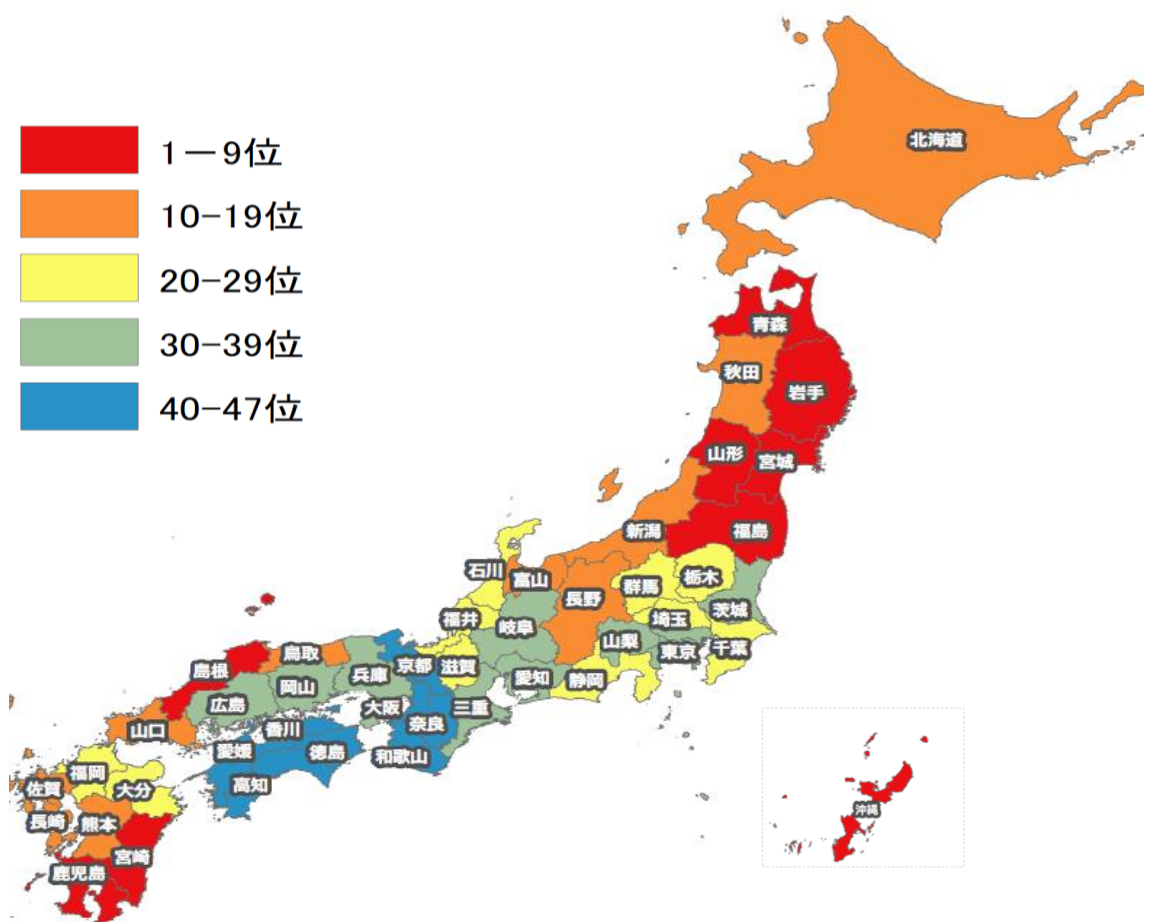 1－9位
10-19位
20-29位
30-39位
40-47位
北海道
青森
秋田
岩手
山形
宮城
新潟
福島
石川
富山
群馬
栃木
長野
茨城
福井
岐阜
埼玉
山梨
東京
千葉
島根
鳥取
兵庫
京都
滋賀
愛知
静岡
広島
岡山
大阪
三重
奈良
山口
香川
愛媛
徳島
和歌山
高知
福岡
佐賀
大分
長崎
熊本
宮崎
鹿児島
沖縄